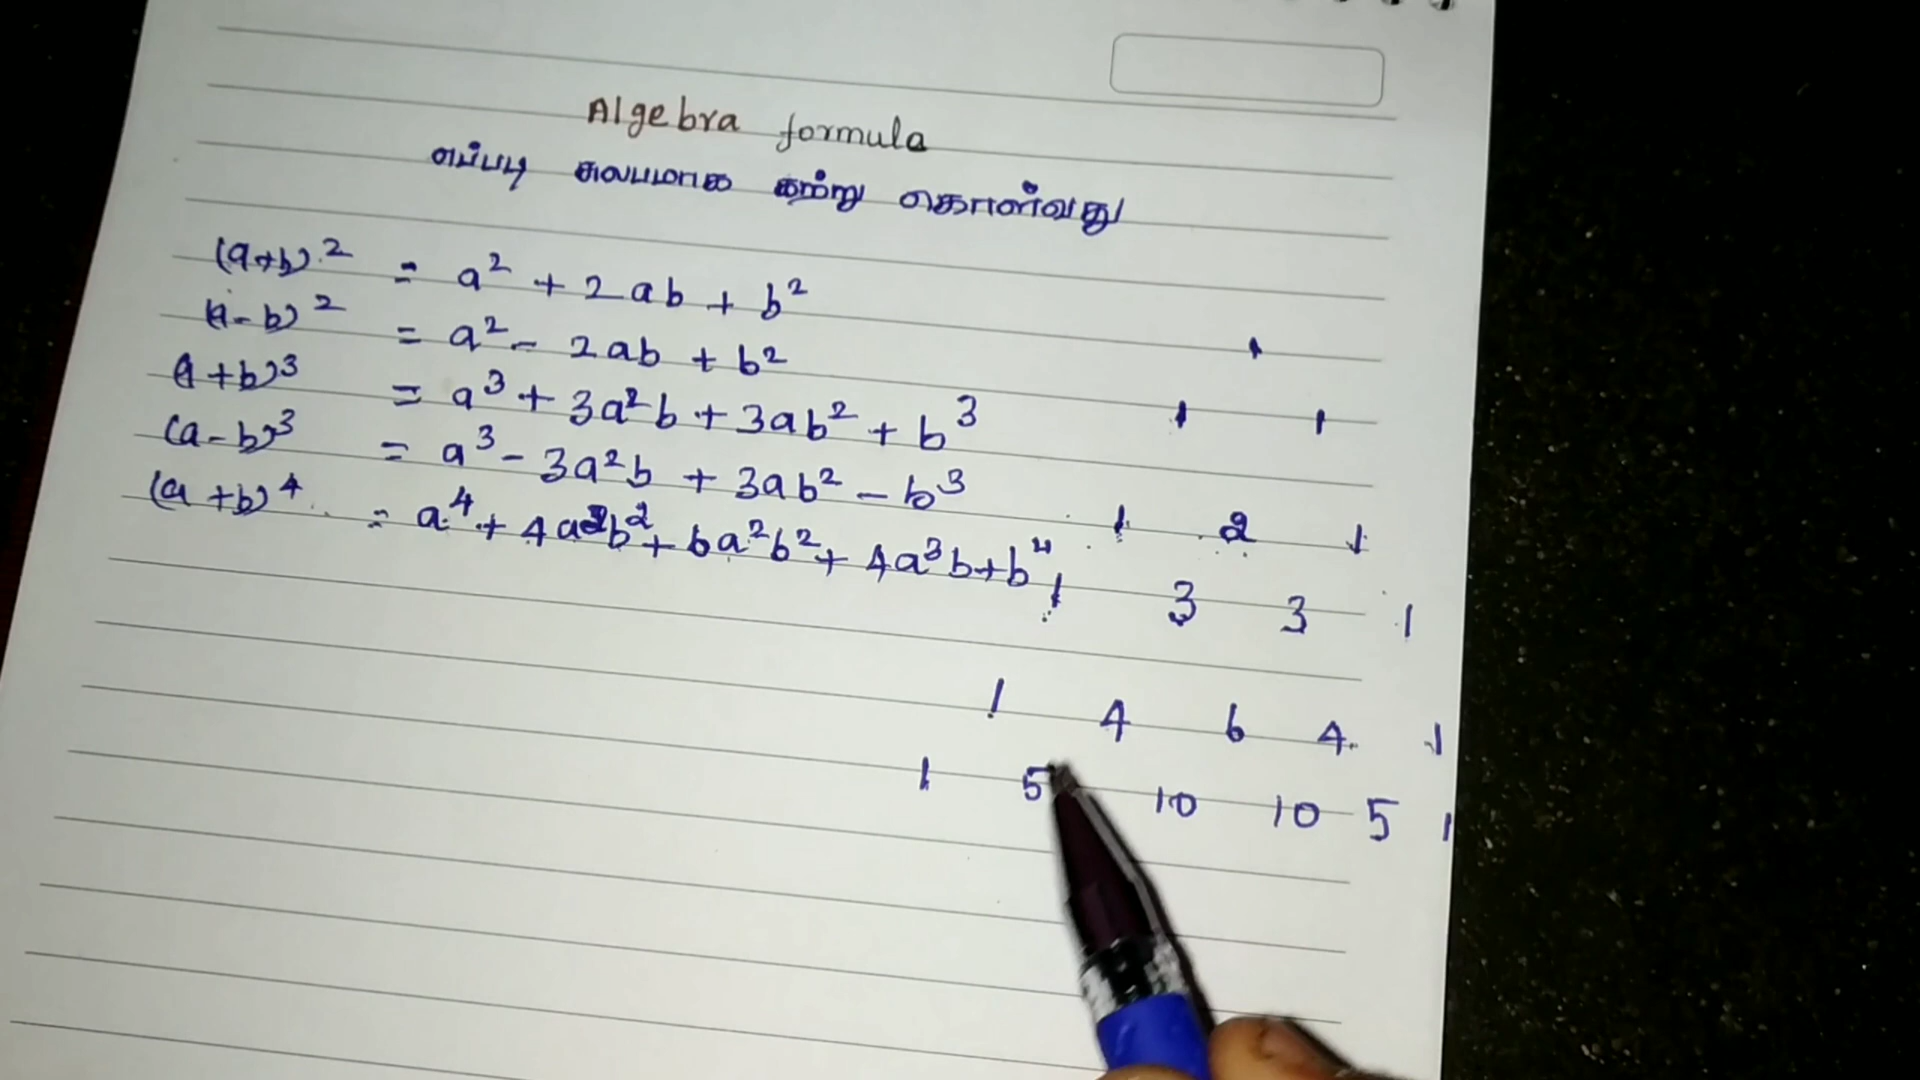 Algebra formula
எப்படி சுலபமாக கற்று கொள்வது
(a+b)² = a² + 2ab + b²
(a-b)² = a² - 2ab + b²
(a+b)³ = a³ + 3a²b + 3ab² + b³
(a-b)³ = a³ - 3a²b + 3ab² - b³
(a+b)⁴ = a⁴ + 4a²b² + 6a²b² + 4a³b + b⁴
1
1 1
1 2 1
1 3 3 1
1 4 6 4 1
1 5 10 10 5 1